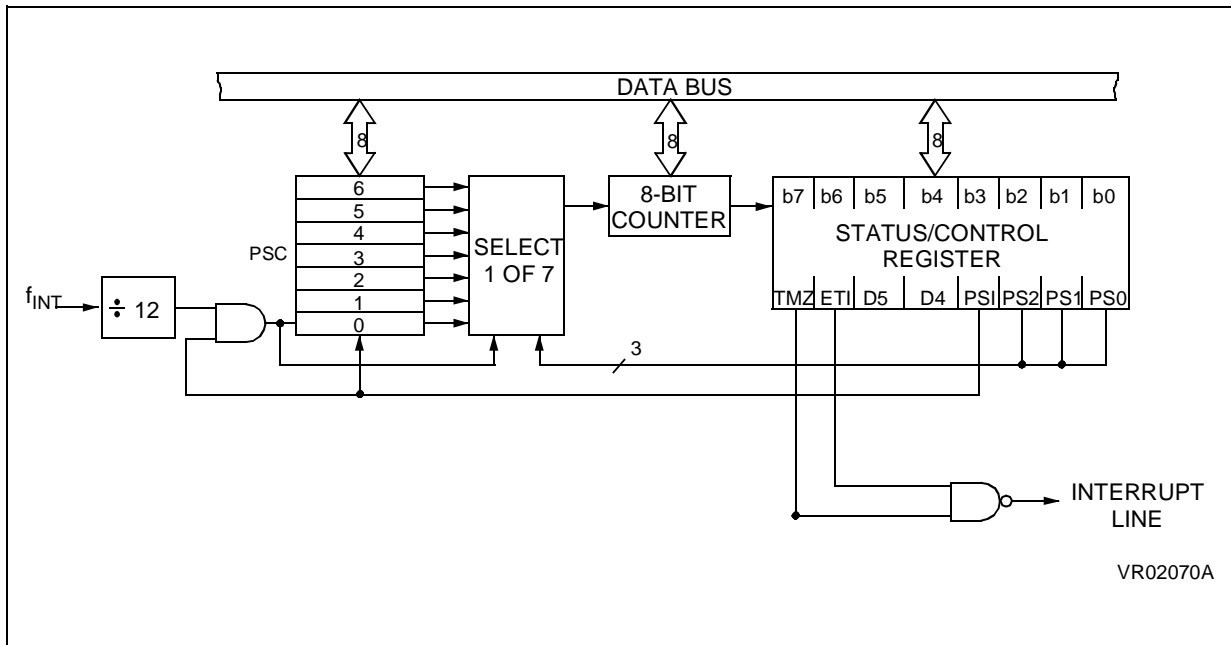 DATA BUS
8
8
8
6
5
4
3
2
1
0
PSC
SELECT
1 OF 7
8-BIT
COUNTER
b7 b6 b5 b4 b3 b2 b1 b0
STATUS/CONTROL
REGISTER
TMZ ETI D5 D4 PSI PS2 PS1 PS0
fINT
÷ 12
3
INTERRUPT
LINE
VR02070A